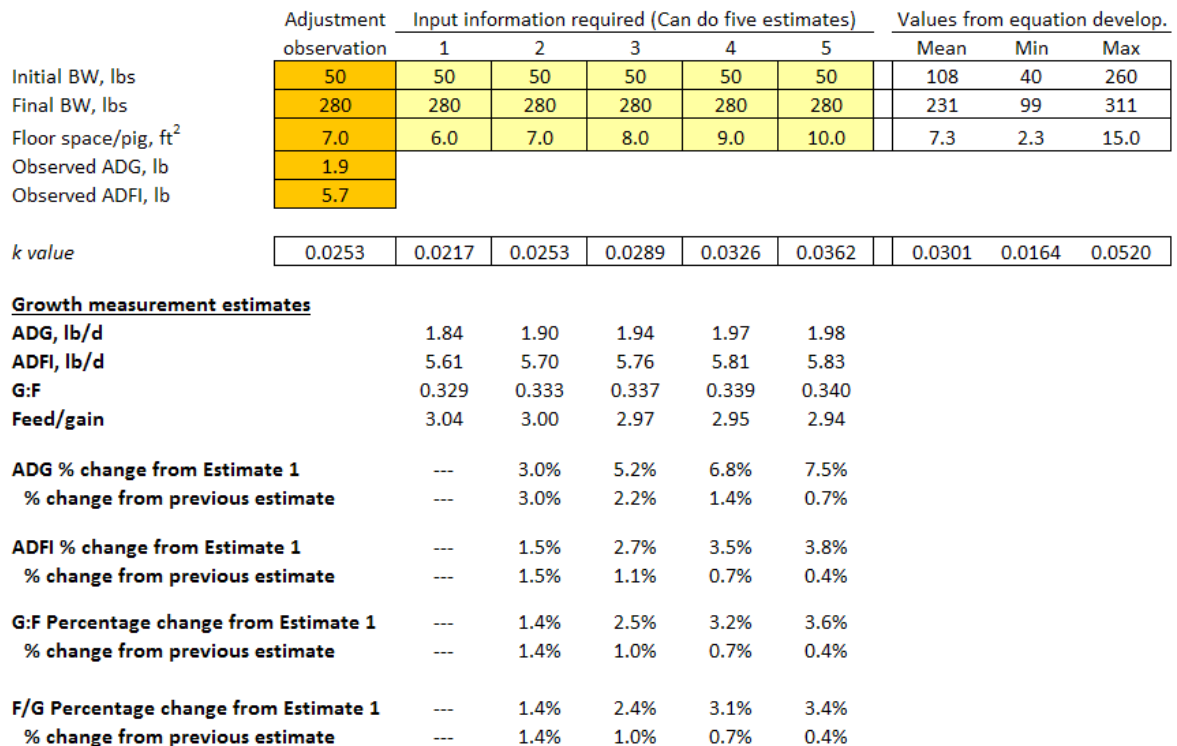 Adjustment Input information required (Can do five estimates) Values from equation develop.
observation 1 2 3 4 5 Mean Min Max
Initial BW, lbs 50 50 50 50 50 50 108 40 260
Final BW, lbs 280 280 280 280 280 280 231 99 311
Floor space/pig, ft² 7.0 6.0 7.0 8.0 9.0 10.0 7.3 2.3 15.0
Observed ADG, lb 1.9
Observed ADFI, lb 5.7
k value 0.0253 0.0217 0.0253 0.0289 0.0326 0.0362 0.0301 0.0164 0.0520
Growth measurement estimates
ADG, lb/d 1.84 1.90 1.94 1.97 1.98
ADFI, lb/d 5.61 5.70 5.76 5.81 5.83
G:F 0.329 0.333 0.337 0.339 0.340
Feed/gain 3.04 3.00 2.97 2.95 2.94
ADG % change from Estimate 1 --- 3.0% 5.2% 6.8% 7.5%
% change from previous estimate --- 3.0% 2.2% 1.4% 0.7%
ADFI % change from Estimate 1 --- 1.5% 2.7% 3.5% 3.8%
% change from previous estimate --- 1.5% 1.1% 0.7% 0.4%
G:F Percentage change from Estimate 1 --- 1.4% 2.5% 3.2% 3.6%
% change from previous estimate --- 1.4% 1.0% 0.7% 0.4%
F/G Percentage change from Estimate 1 --- 1.4% 2.4% 3.1% 3.4%
% change from previous estimate --- 1.4% 1.0% 0.7% 0.4%